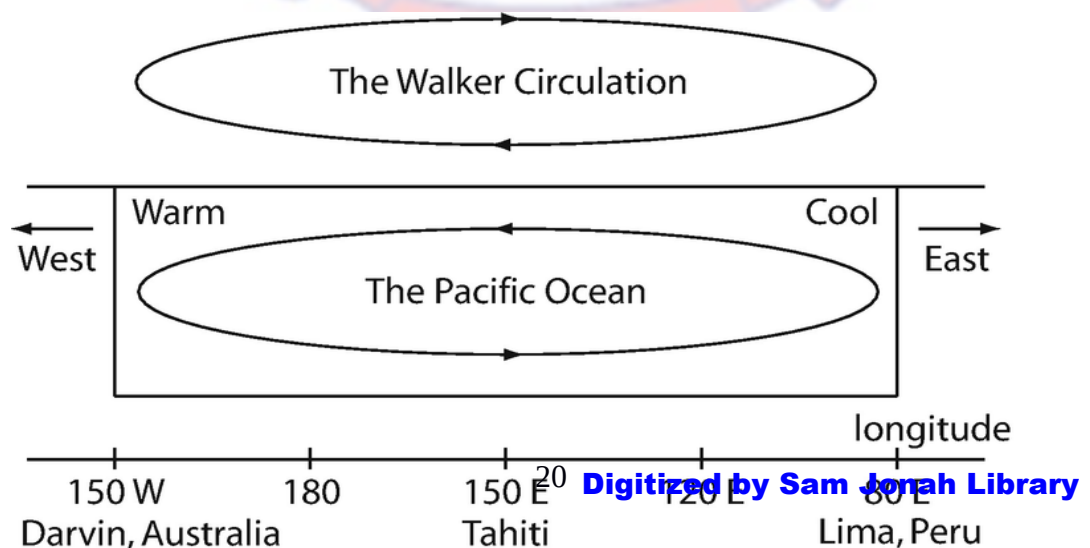 The Walker Circulation
Warm Cool
West East
The Pacific Ocean
longitude
150 W 180 150 E 120 E 80 E
20 Digitized by Sam Jonah Library
Darvin, Australia Tahiti Lima, Peru